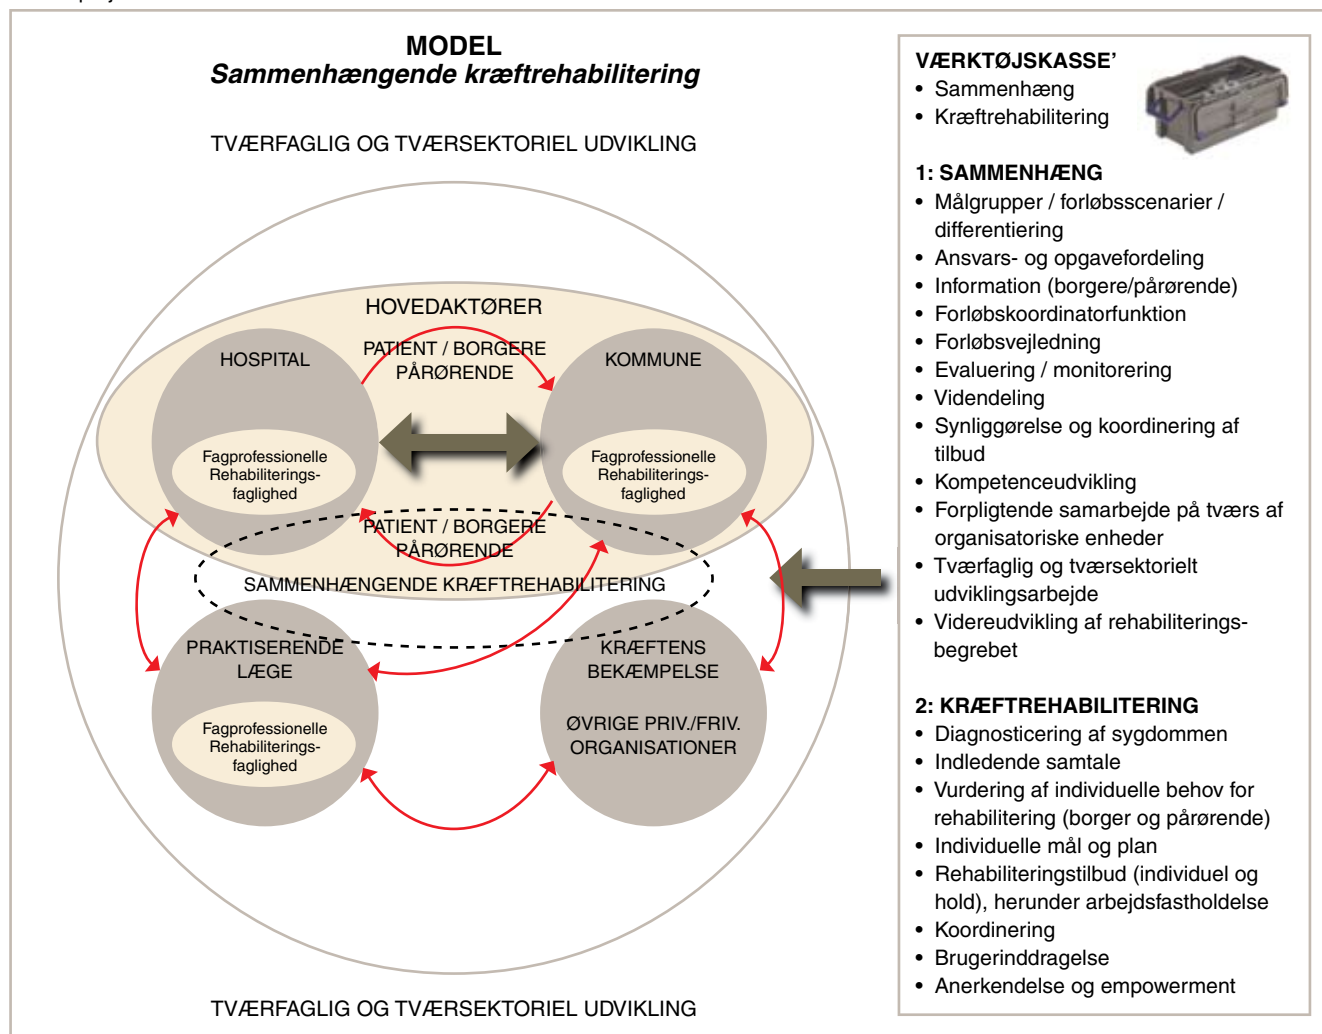 MODEL
Sammenhængende kræftrehabilitering
TVÆRFAGLIG OG TVÆRSEKTORIEL UDVIKLING
HOVEDAKTØRER
HOSPITAL
PATIENT / BORGERE
PÅRØRENDE
KOMMUNE
Fagprofessionelle
Rehabiliterings-
faglighed
Fagprofessionelle
Rehabiliterings-
faglighed
PATIENT / BORGERE
PÅRØRENDE
SAMMENHÆNGENDE KRÆFTREHABILITERING
PRAKTISERENDE
LÆGE
Fagprofessionelle
Rehabiliterings-
faglighed
KRÆFTENS
BEKÆMPELSE
ØVRIGE PRIV./FRIV.
ORGANISATIONER
TVÆRFAGLIG OG TVÆRSEKTORIEL UDVIKLING
VÆRKTØJSKASSE’
• Sammenhæng
• Kræftrehabilitering
1: SAMMENHÆNG
• Målgrupper / forløbsscenarier /
differentiering
• Ansvars- og opgavefordeling
• Information (borgere/pårørende)
• Forløbskoordinatorfunktion
• Forløbsvejledning
• Evaluering / monitorering
• Videndeling
• Synliggørelse og koordinering af
tilbud
• Kompetenceudvikling
• Forpligtende samarbejde på tværs af
organisatoriske enheder
• Tværfaglig og tværsektorielt
udviklingsarbejde
• Videreudvikling af rehabiliterings-
begrebet
2: KRÆFTREHABILITERING
• Diagnosticering af sygdommen
• Indledende samtale
• Vurdering af individuelle behov for
rehabilitering (borger og pårørende)
• Individuelle mål og plan
• Rehabiliteringstilbud (individuel og
hold), herunder arbejdsfastholdelse
• Koordinering
• Brugerinddragelse
• Anerkendelse og empowerment